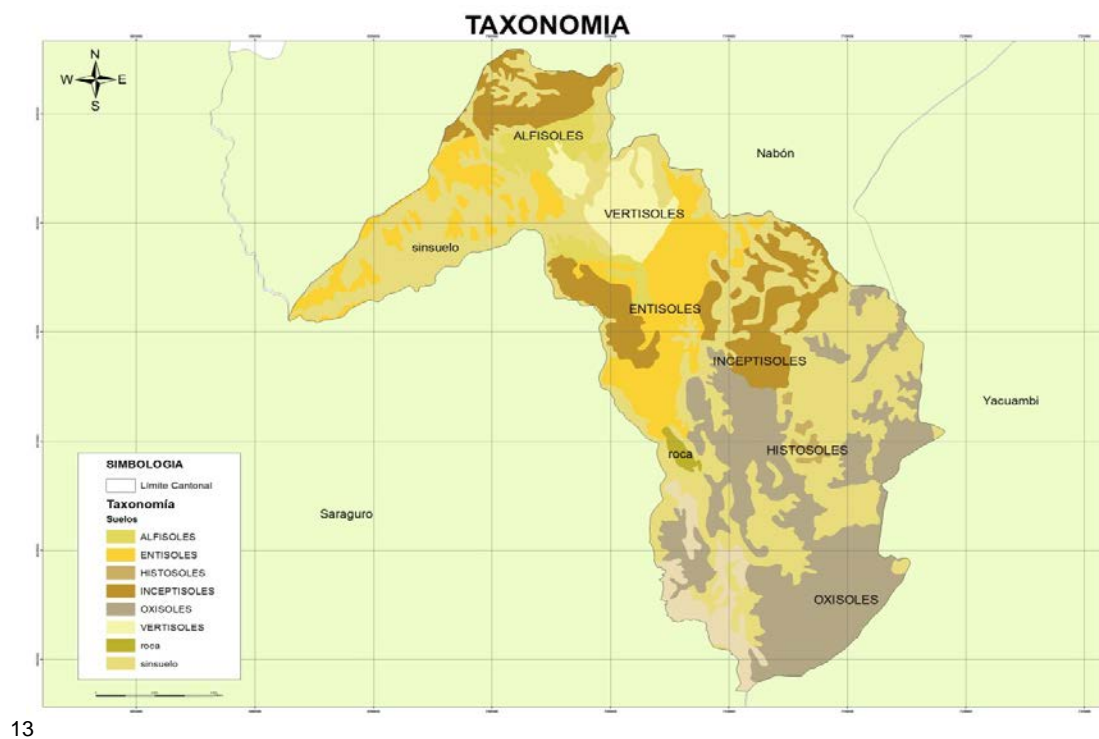 TAXONOMIA
N
W E
S
ALFISOLES
Nabón
VERTISOLES
sinsuelo
ENTISOLES
INCEPTISOLES
Yacuambi
HISTOSOLES
roca
Saraguro
OXISOLES
SIMBOLOGIA
Límite Cantonal
Taxonomía
Suelos
ALFISOLES
ENTISOLES
HISTOSOLES
INCEPTISOLES
OXISOLES
VERTISOLES
roca
sinsuelo
13